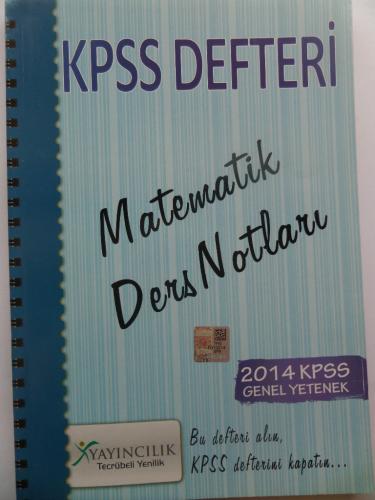 KPSS DEFTERİ
Matematik
Ders Notları
2014 KPSS
GENEL YETENEK
YAYINCILIK
Tecrübeli Yenilik
Bu defteri alın,
KPSS defterini kapatın...